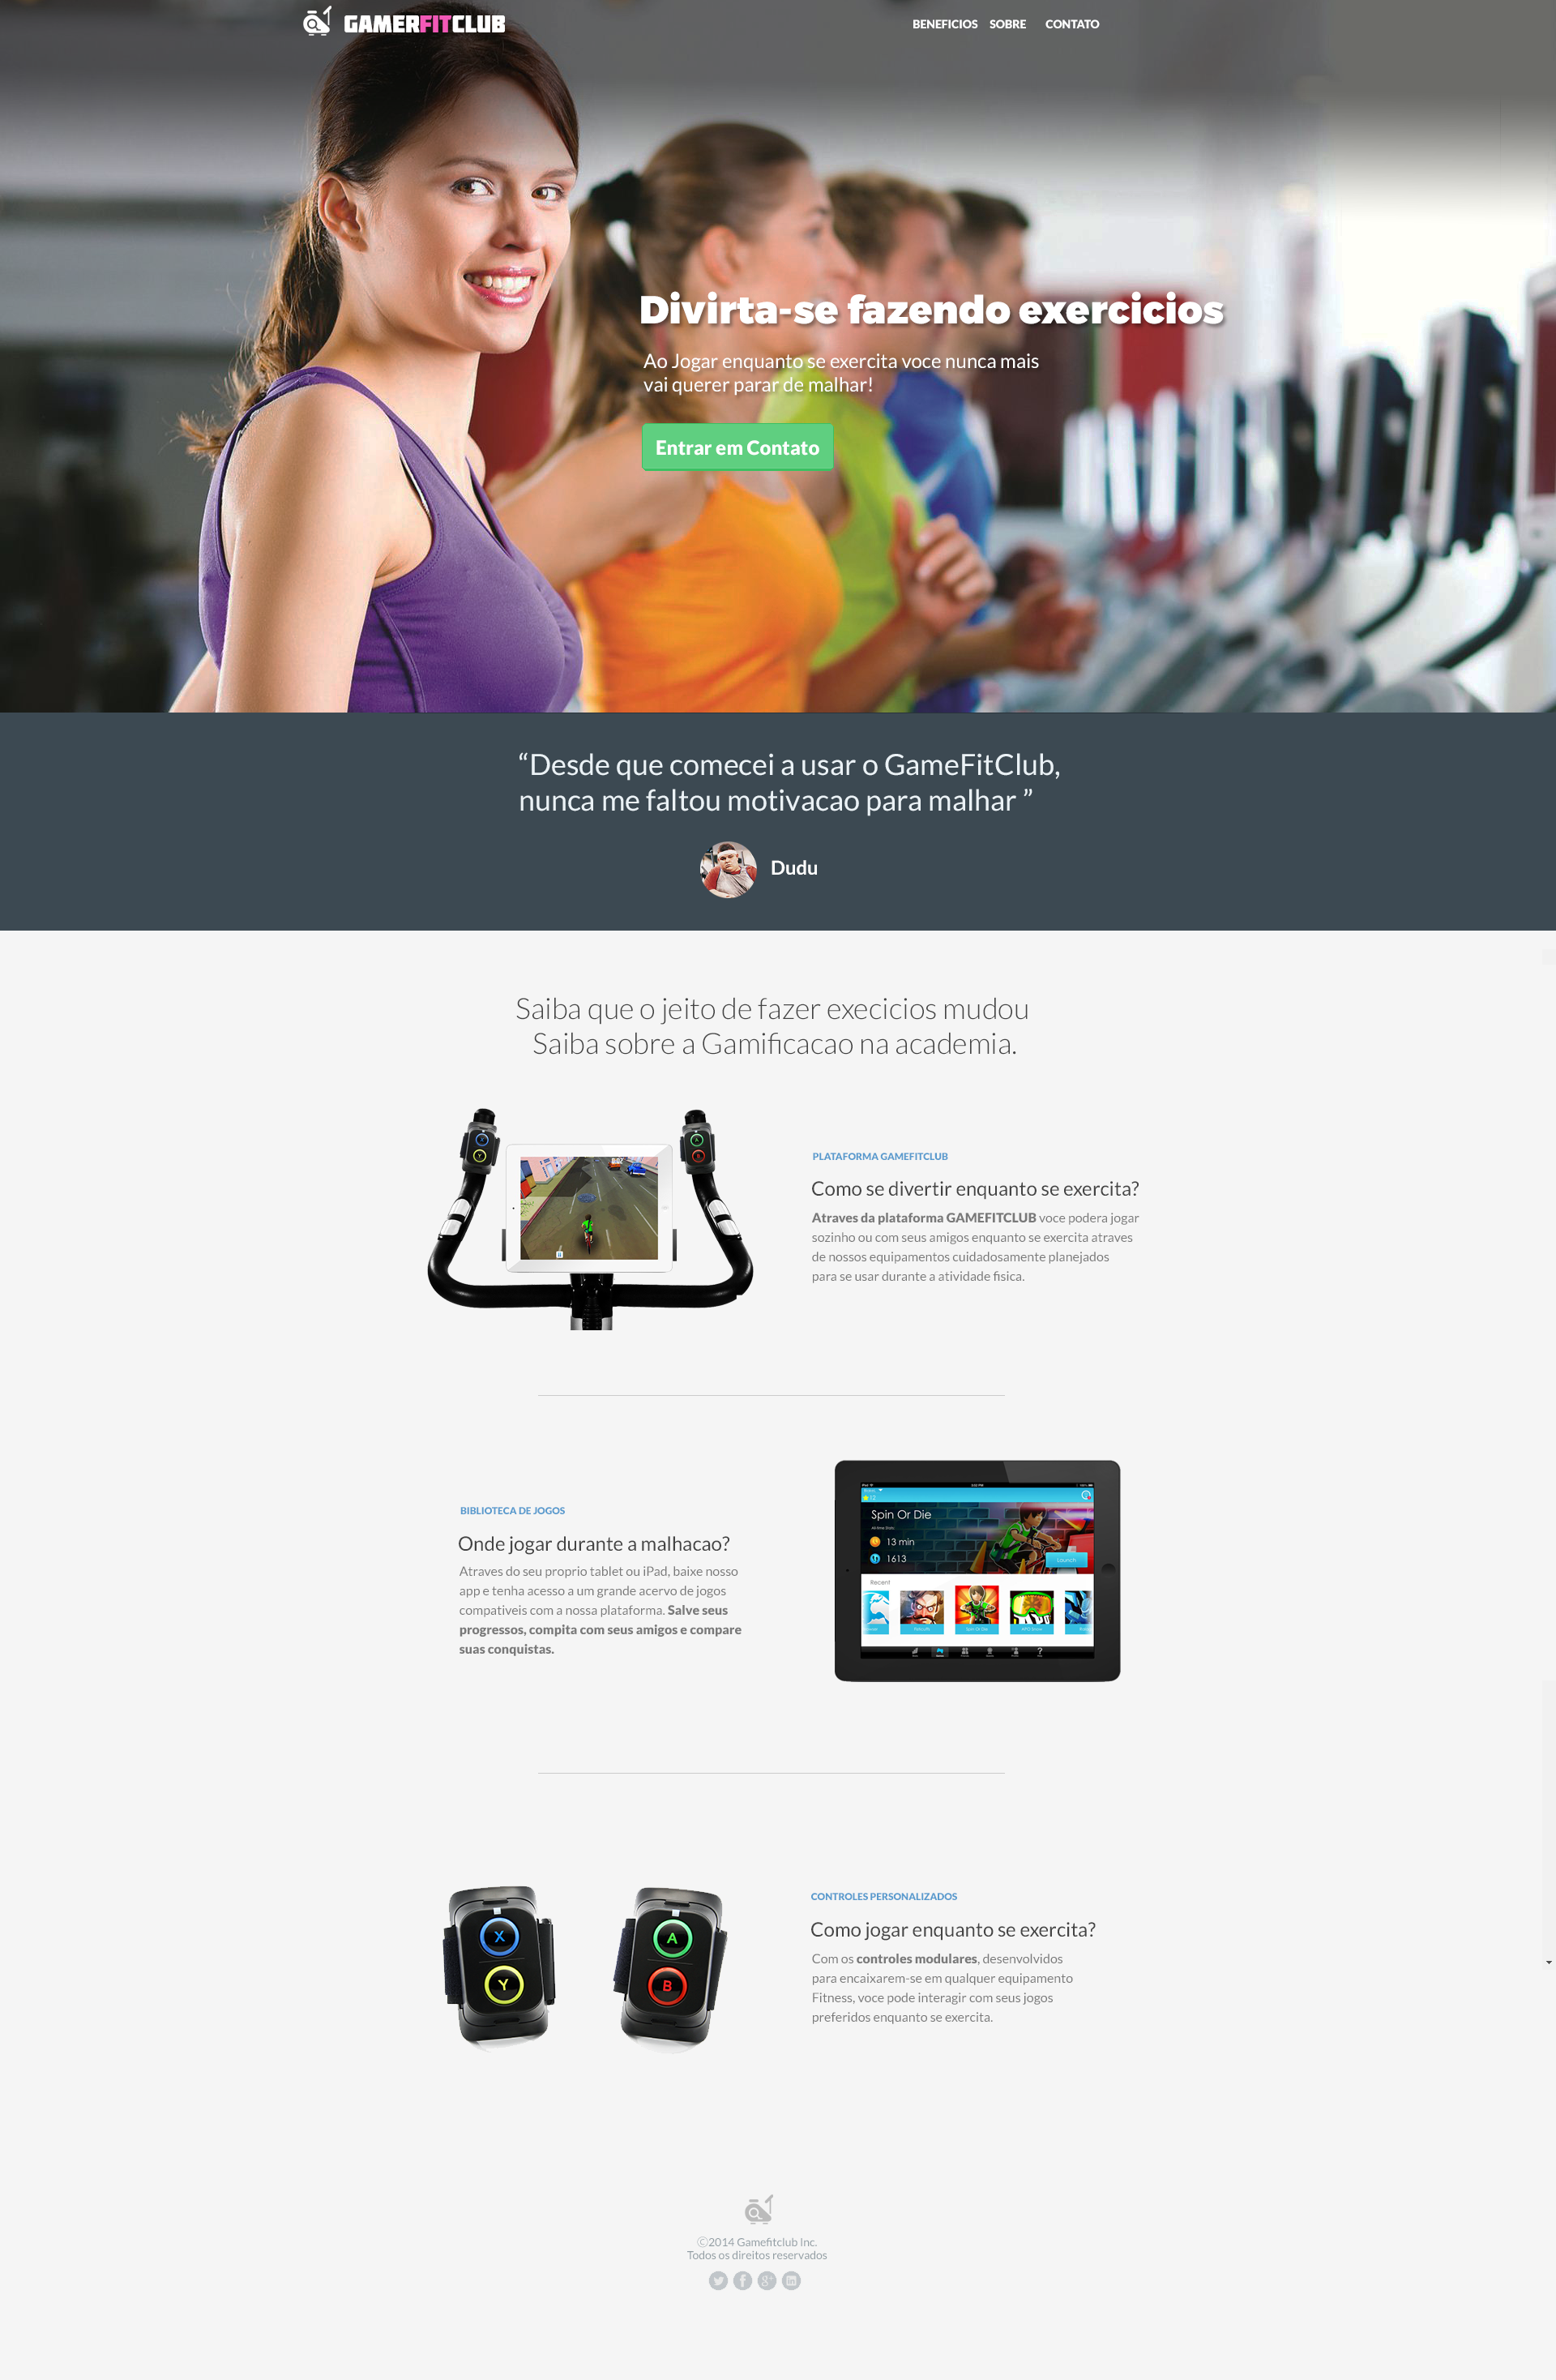 GAMERFITCLUB
BENEFICIOS SOBRE CONTATO
Divirta-se fazendo exercicios
Ao Jogar enquanto se exercita voce nunca mais
vai querer parar de malhar!
Entrar em Contato
“Desde que comecei a usar o GameFitClub,
nunca me faltou motivacao para malhar ”
Dudu
Saiba que o jeito de fazer execicios mudou
Saiba sobre a Gamificacao na academia.
X
Y
A
B
PLATAFORMA GAMEFITCLUB
Como se divertir enquanto se exercita?
Atraves da plataforma GAMEFITCLUB voce podera jogar
sozinho ou com seus amigos enquanto se exercita atraves
de nossos equipamentos cuidadosamente planejados
para se usar durante a atividade fisica.
BIBLIOTECA DE JOGOS
Onde jogar durante a malhacao?
Atraves do seu proprio tablet ou iPad, baixe nosso
app e tenha acesso a um grande acervo de jogos
compativeis com a nossa plataforma. Salve seus
progressos, compita com seus amigos e compare
suas conquistas.
Spin Or Die
All-time Stats:
13 min
1613
Launch
Recent
Spin Or Die
X
Y
A
B
CONTROLES PERSONALIZADOS
Como jogar enquanto se exercita?
Com os controles modulares, desenvolvidos
para encaixarem-se em qualquer equipamento
Fitness, voce pode interagir com seus jogos
preferidos enquanto se exercita.
©2014 Gamefitclub Inc.
Todos os direitos reservados